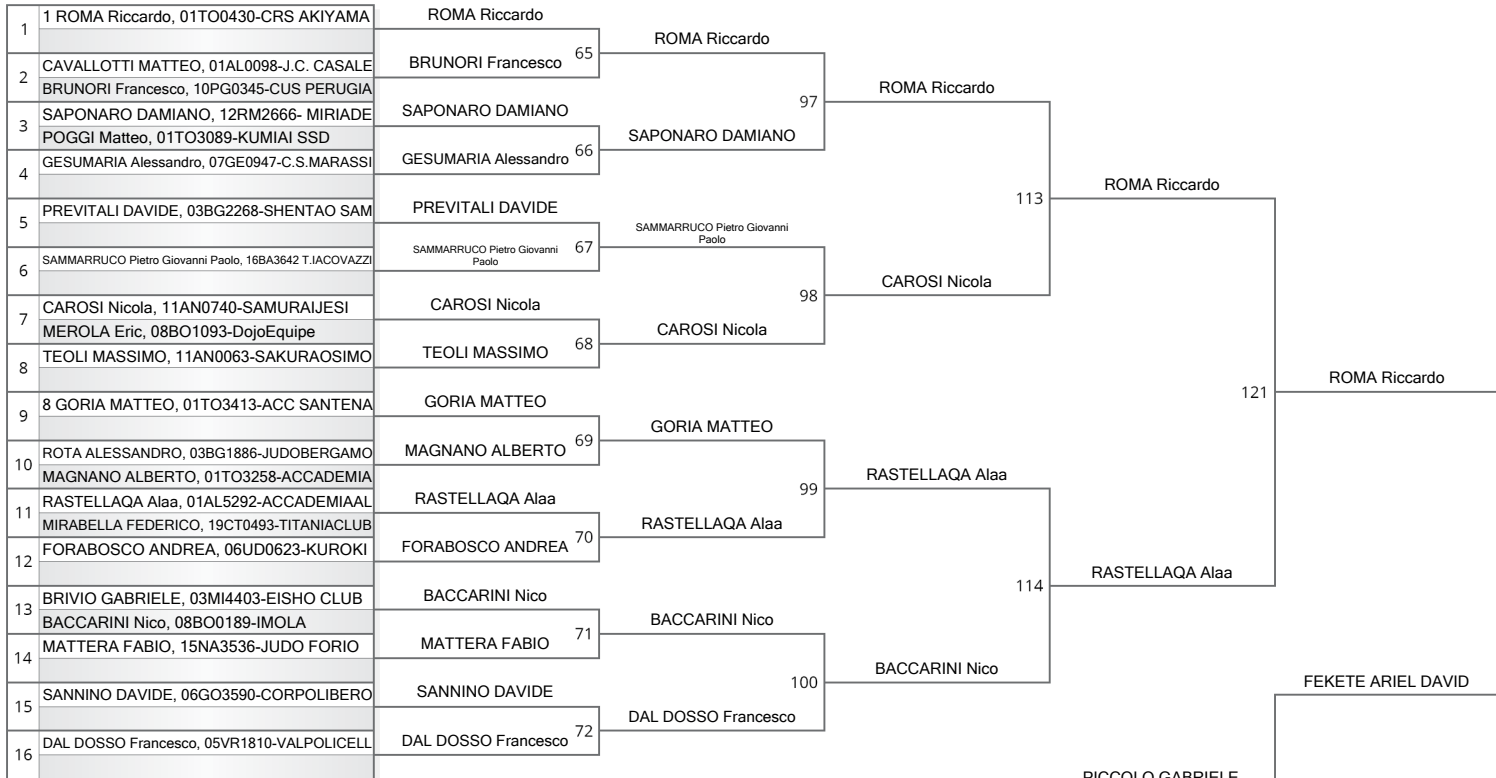 1
1 ROMA Riccardo, 01TO0430-CRS AKIYAMA
2
CAVALLOTTI MATTEO, 01AL0098-J.C. CASALE
BRUNORI Francesco, 10PG0345-CUS PERUGIA
3
SAPONARO DAMIANO, 12RM2666- MIRIADE
POGGI Matteo, 01TO3089-KUMIAI SSD
4
GESUMARIA Alessandro, 07GE0947-C.S.MARASSI
5
PREVITALI DAVIDE, 03BG2268-SHENTAO SAM
6
SAMMARRUCO Pietro Giovanni Paolo, 16BA3642 T.IACOVAZZI
7
CAROSI Nicola, 11AN0740-SAMURAIJESI
MEROLA Eric, 08BO1093-DojoEquipe
8
TEOLI MASSIMO, 11AN0063-SAKURAOSIMO
9
8 GORIA MATTEO, 01TO3413-ACC SANTENA
10
ROTA ALESSANDRO, 03BG1886-JUDOBERGAMO
MAGNANO ALBERTO, 01TO3258-ACCADEMIA
11
RASTELLAQA Alaa, 01AL5292-ACCADEMIAAL
MIRABELLA FEDERICO, 19CT0493-TITANIACLUB
12
FORABOSCO ANDREA, 06UD0623-KUROKI
13
BRIVIO GABRIELE, 03MI4403-EISHO CLUB
BACCARINI Nico, 08BO0189-IMOLA
14
MATTERA FABIO, 15NA3536-JUDO FORIO
15
SANNINO DAVIDE, 06GO3590-CORPOLIBERO
16
DAL DOSSO Francesco, 05VR1810-VALPOLICELL
ROMA Riccardo
BRUNORI Francesco
65
SAPONARO DAMIANO
GESUMARIA Alessandro
66
PREVITALI DAVIDE
SAMMARRUCO Pietro Giovanni
Paolo
67
CAROSI Nicola
TEOLI MASSIMO
68
GORIA MATTEO
MAGNANO ALBERTO
69
RASTELLAQA Alaa
FORABOSCO ANDREA
70
BACCARINI Nico
MATTERA FABIO
71
SANNINO DAVIDE
DAL DOSSO Francesco
72
ROMA Riccardo
SAPONARO DAMIANO
97
SAMMARRUCO Pietro Giovanni
Paolo
CAROSI Nicola
98
GORIA MATTEO
RASTELLAQA Alaa
99
BACCARINI Nico
DAL DOSSO Francesco
100
ROMA Riccardo
CAROSI Nicola
113
RASTELLAQA Alaa
BACCARINI Nico
114
ROMA Riccardo
RASTELLAQA Alaa
121
ROMA Riccardo
FEKETE ARIEL DAVID
PICCOLO GABRIELE